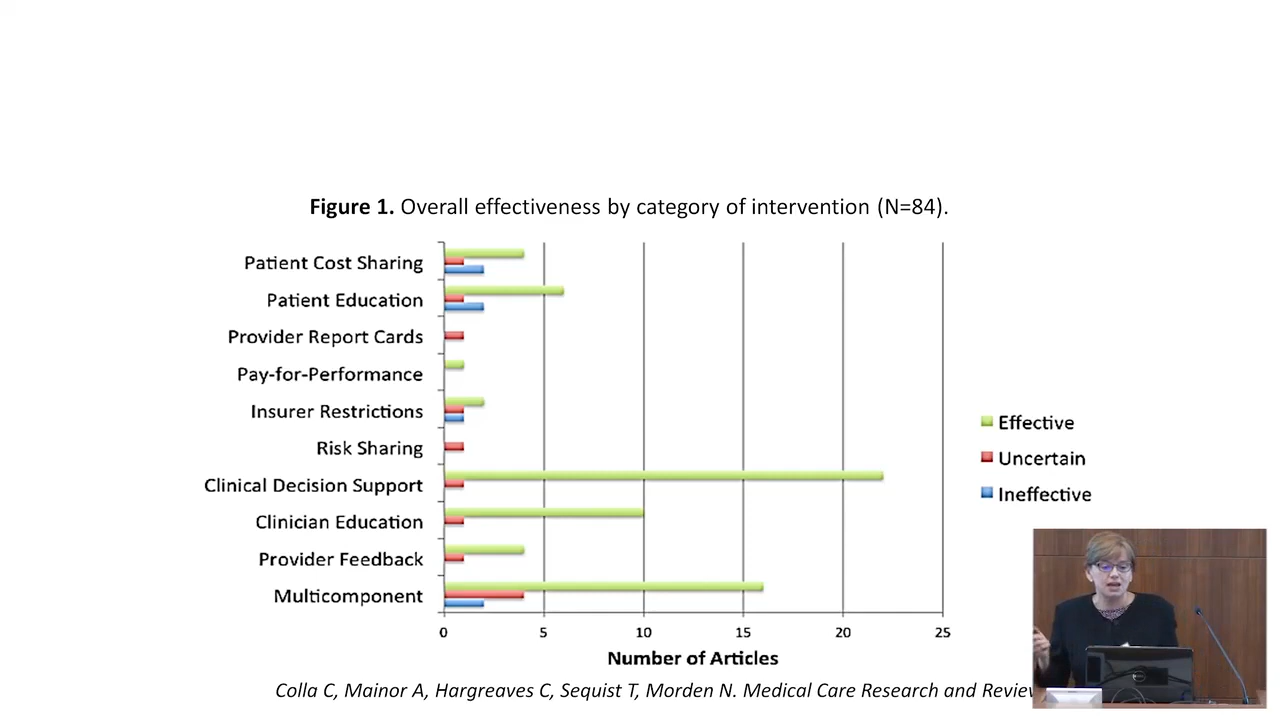 Figure 1. Overall effectiveness by category of intervention (N=84).
Patient Cost Sharing
Patient Education
Provider Report Cards
Pay-for-Performance
Insurer Restrictions
Risk Sharing
Clinical Decision Support
Clinician Education
Provider Feedback
Multicomponent
0 5 10 15 20 25
Number of Articles
Effective
Uncertain
Ineffective
Colla C, Mainor A, Hargreaves C, Sequist T, Morden N. Medical Care Research and Review